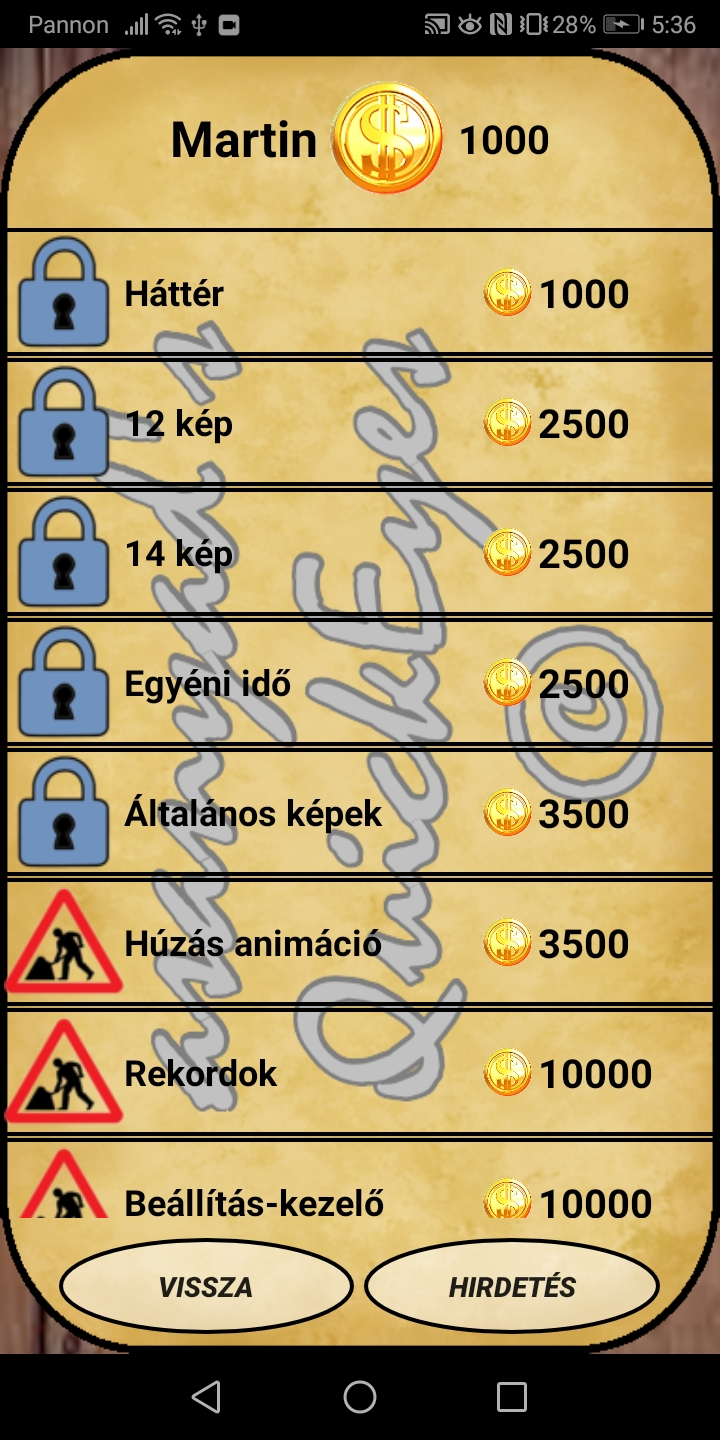 Pannon 28% 5:36
Martin 1000
Háttér 1000
12 kép 2500
14 kép 2500
Egyéni idő 2500
Általános képek 3500
Húzás animáció 3500
Rekordok 10000
Beállítás-kezelő 10000
VISSZA HIRDETÉS
QuickEyes ©